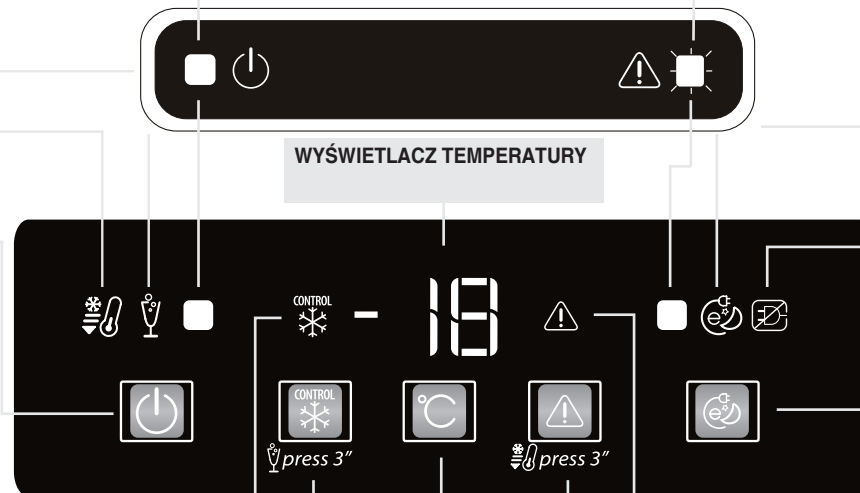 WYŚWIETLACZ TEMPERATURY
CONTROL
-18
e
CONTROL
°C
e
press 3”
press 3”